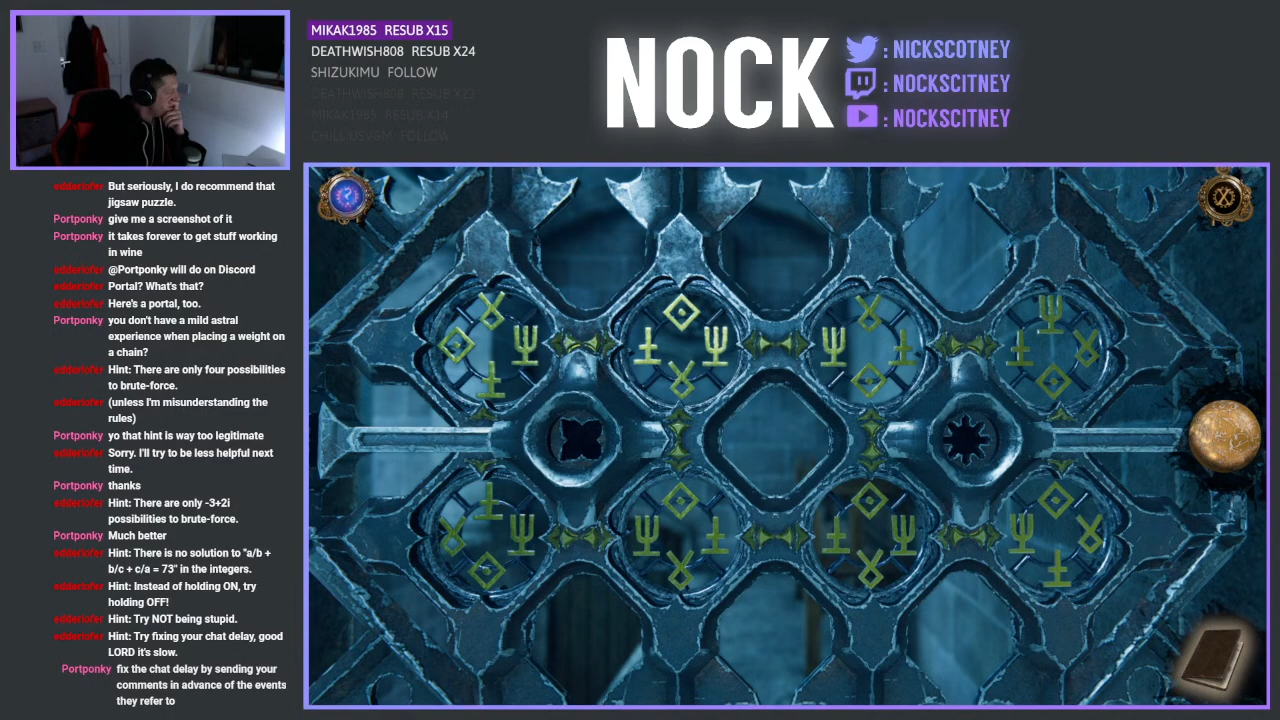 MIKAK1985 RESUB X15
DEATHWISH808 RESUB X24
SHIZUKIMU FOLLOW
DEATHWISH808 RESUB X23
MIKAK1985 RESUB X14
CHILLIUSVGM FOLLOW
NOCK
: NICKSCOTNEY
: NOCKSCITNEY
: NOCKSCITNEY
edderiofer But seriously, I do recommend that
jigsaw puzzle.
Portponky give me a screenshot of it
Portponky it takes forever to get stuff working
in wine
edderiofer @Portponky will do on Discord
edderiofer Portal? What's that?
edderiofer Here's a portal, too.
Portponky you don't have a mild astral
experience when placing a weight on
a chain?
edderiofer Hint: There are only four possibilities
to brute-force.
edderiofer (unless I'm misunderstanding the
rules)
Portponky yo that hint is way too legitimate
edderiofer Sorry. I'll try to be less helpful next
time.
Portponky thanks
edderiofer Hint: There are only -3+2i
possibilities to brute-force.
Portponky Much better
edderiofer Hint: There is no solution to "a/b +
b/c + c/a = 73" in the integers.
edderiofer Hint: Instead of holding ON, try
holding OFF!
edderiofer Hint: Try NOT being stupid.
edderiofer Hint: Try fixing your chat delay, good
LORD it's slow.
Portponky fix the chat delay by sending your
comments in advance of the events
they refer to